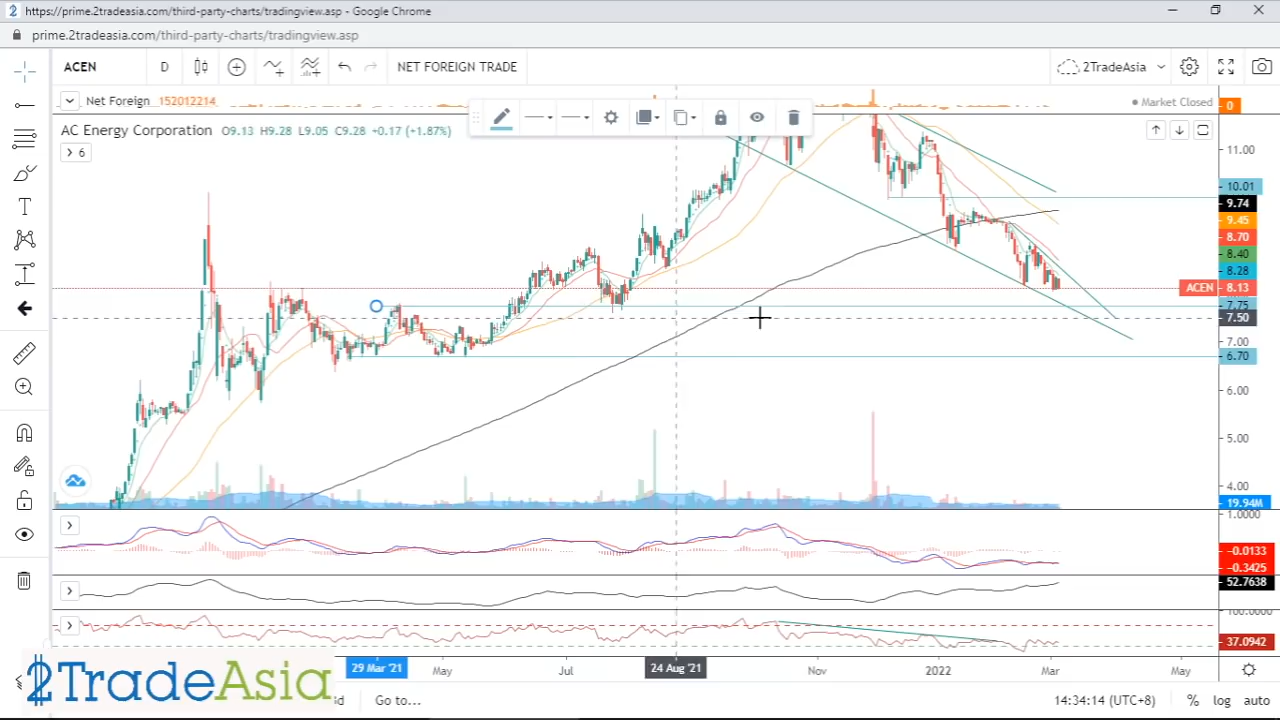 https://prime.2tradeasia.com/third-party-charts/tradingview.asp - Google Chrome
prime.2tradeasia.com/third-party-charts/tradingview.asp
ACEN D NET FOREIGN TRADE 2TradeAsia
Net Foreign 152012214 Market Closed 0
AC Energy Corporation O9.13 H9.28 L9.05 C9.28 +0.17 (+1.87%)
6
11.00
10.01
9.74
9.45
8.70
8.40
8.28
ACEN 8.13
7.75
7.50
7.00
6.70
6.00
5.00
4.00
19.94M
1.0000
-0.0133
-0.3425
52.7638
100.0000
37.0942
29 Mar '21 May Jul 24 Aug '21 Nov 2022 Mar May
2TradeAsia
Go to... 14:34:14 (UTC+8) % log auto